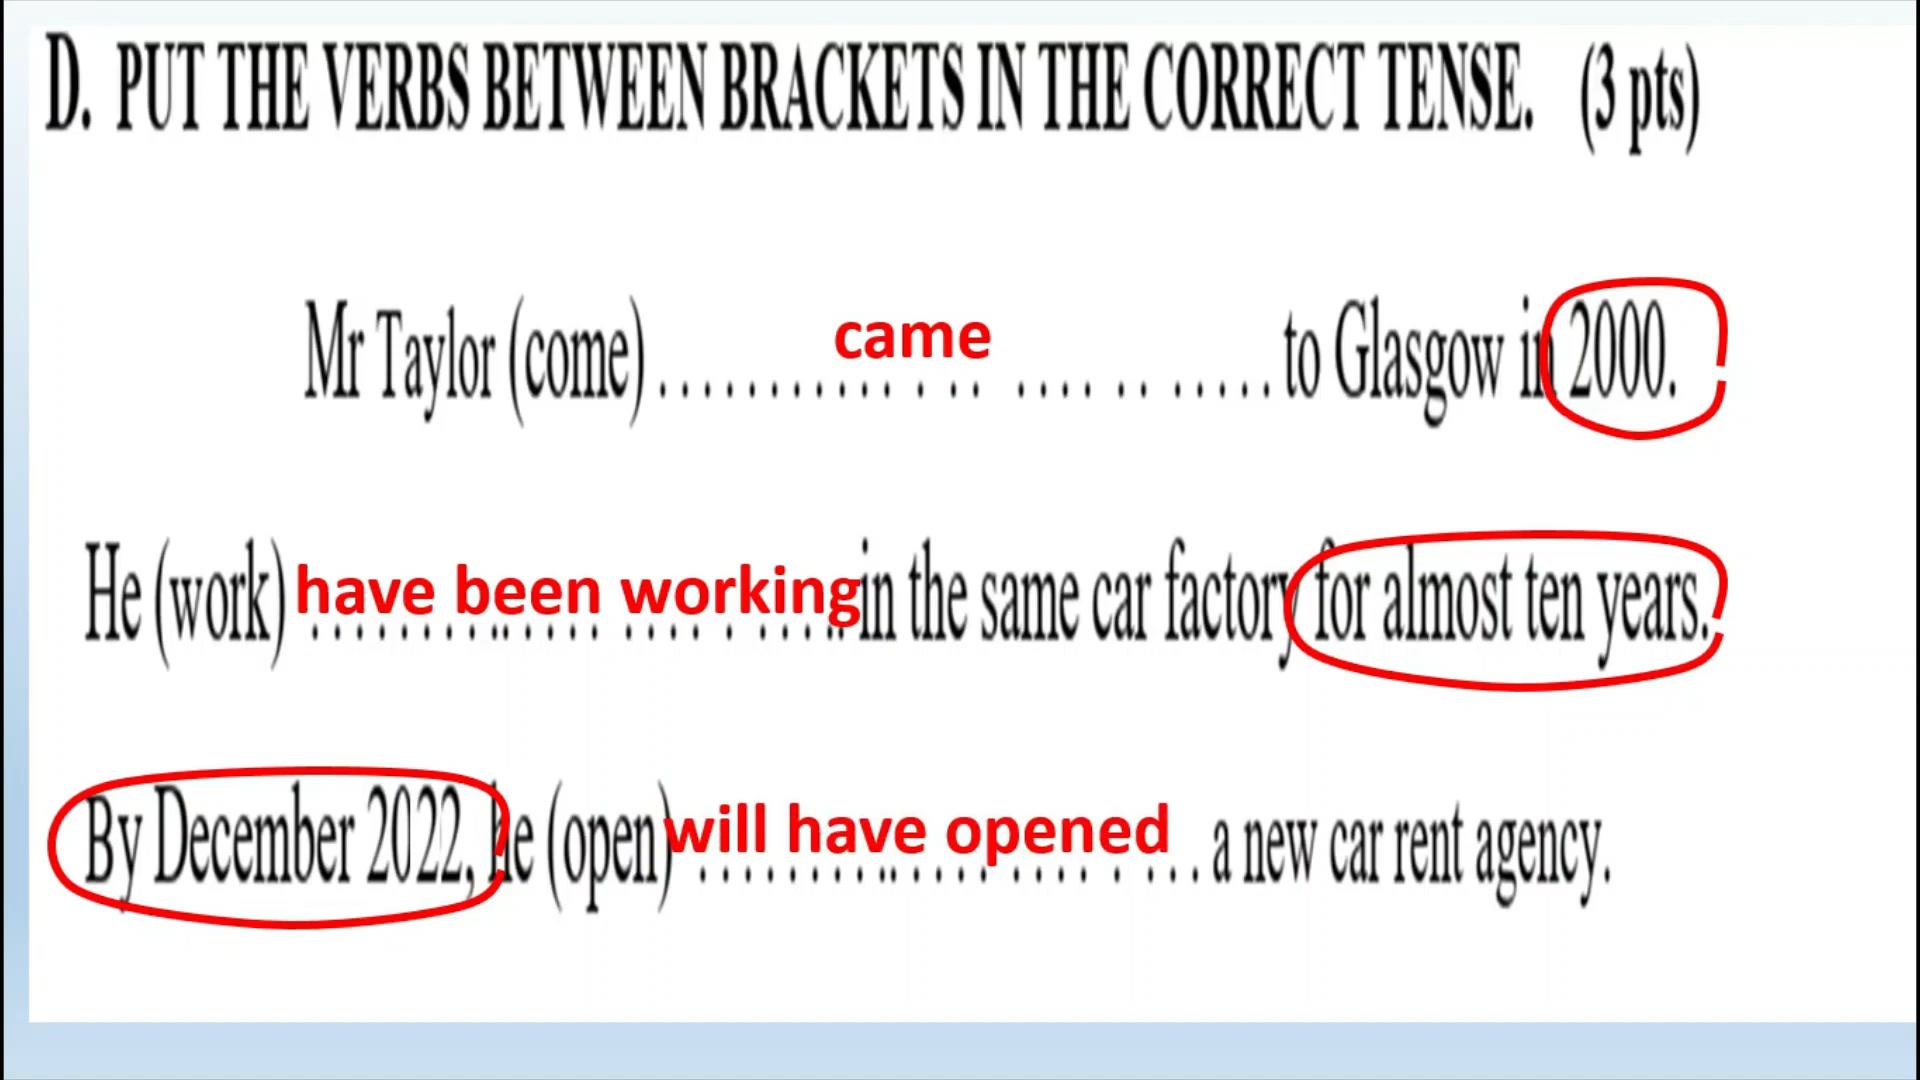 D. PUT THE VERBS BETWEEN BRACKETS IN THE CORRECT TENSE. (3 pts)
Mr Taylor (come) ........... . .. .... .. ..... came to Glasgow in 2000.
He (work) have been working in the same car factory for almost ten years.
By December 2022, he (open) will have opened a new car rent agency.